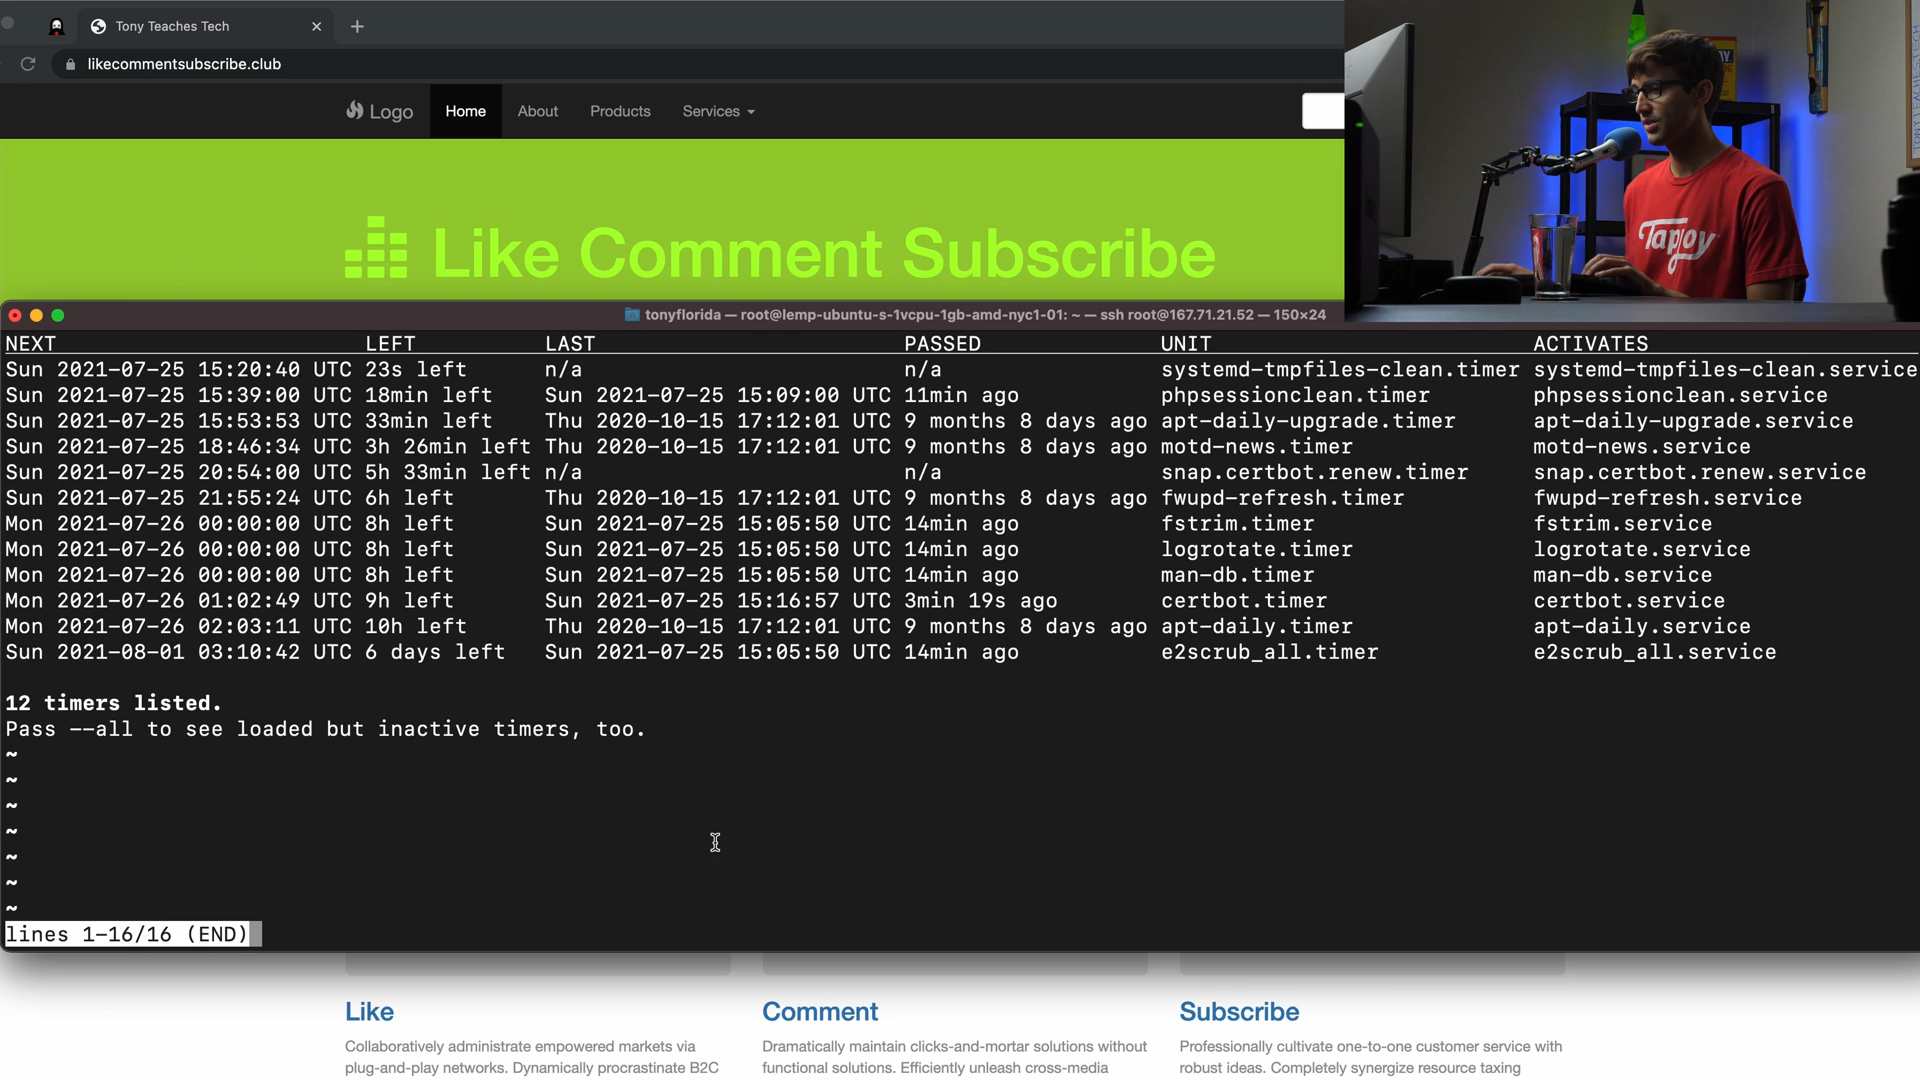 Tony Teaches Tech
likecommentsubscribe.club
Logo Home About Products Services
Like Comment Subscribe
Tapjoy
tonyflorida — root@lemp-ubuntu-s-1vcpu-1gb-amd-nyc1-01: ~ — ssh root@167.71.21.52 — 150×24
NEXT LEFT LAST PASSED UNIT ACTIVATES
Sun 2021-07-25 15:20:40 UTC 23s left n/a n/a systemd-tmpfiles-clean.timer systemd-tmpfiles-clean.service
Sun 2021-07-25 15:39:00 UTC 18min left Sun 2021-07-25 15:09:00 UTC 11min ago phpsessionclean.timer phpsessionclean.service
Sun 2021-07-25 15:53:53 UTC 33min left Thu 2020-10-15 17:12:01 UTC 9 months 8 days ago apt-daily-upgrade.timer apt-daily-upgrade.service
Sun 2021-07-25 18:46:34 UTC 3h 26min left Thu 2020-10-15 17:12:01 UTC 9 months 8 days ago motd-news.timer motd-news.service
Sun 2021-07-25 20:54:00 UTC 5h 33min left n/a n/a snap.certbot.renew.timer snap.certbot.renew.service
Sun 2021-07-25 21:55:24 UTC 6h left Thu 2020-10-15 17:12:01 UTC 9 months 8 days ago fwupd-refresh.timer fwupd-refresh.service
Mon 2021-07-26 00:00:00 UTC 8h left Sun 2021-07-25 15:05:50 UTC 14min ago fstrim.timer fstrim.service
Mon 2021-07-26 00:00:00 UTC 8h left Sun 2021-07-25 15:05:50 UTC 14min ago logrotate.timer logrotate.service
Mon 2021-07-26 00:00:00 UTC 8h left Sun 2021-07-25 15:05:50 UTC 14min ago man-db.timer man-db.service
Mon 2021-07-26 01:02:49 UTC 9h left Sun 2021-07-25 15:16:57 UTC 3min 19s ago certbot.timer certbot.service
Mon 2021-07-26 02:03:11 UTC 10h left Thu 2020-10-15 17:12:01 UTC 9 months 8 days ago apt-daily.timer apt-daily.service
Sun 2021-08-01 03:10:42 UTC 6 days left Sun 2021-07-25 15:05:50 UTC 14min ago e2scrub_all.timer e2scrub_all.service
12 timers listed.
Pass --all to see loaded but inactive timers, too.
~
~
~
~
~
~
~
lines 1-16/16 (END)
Like
Collaboratively administrate empowered markets via
plug-and-play networks. Dynamically procrastinate B2C
Comment
Dramatically maintain clicks-and-mortar solutions without
functional solutions. Efficiently unleash cross-media
Subscribe
Professionally cultivate one-to-one customer service with
robust ideas. Completely synergize resource taxing